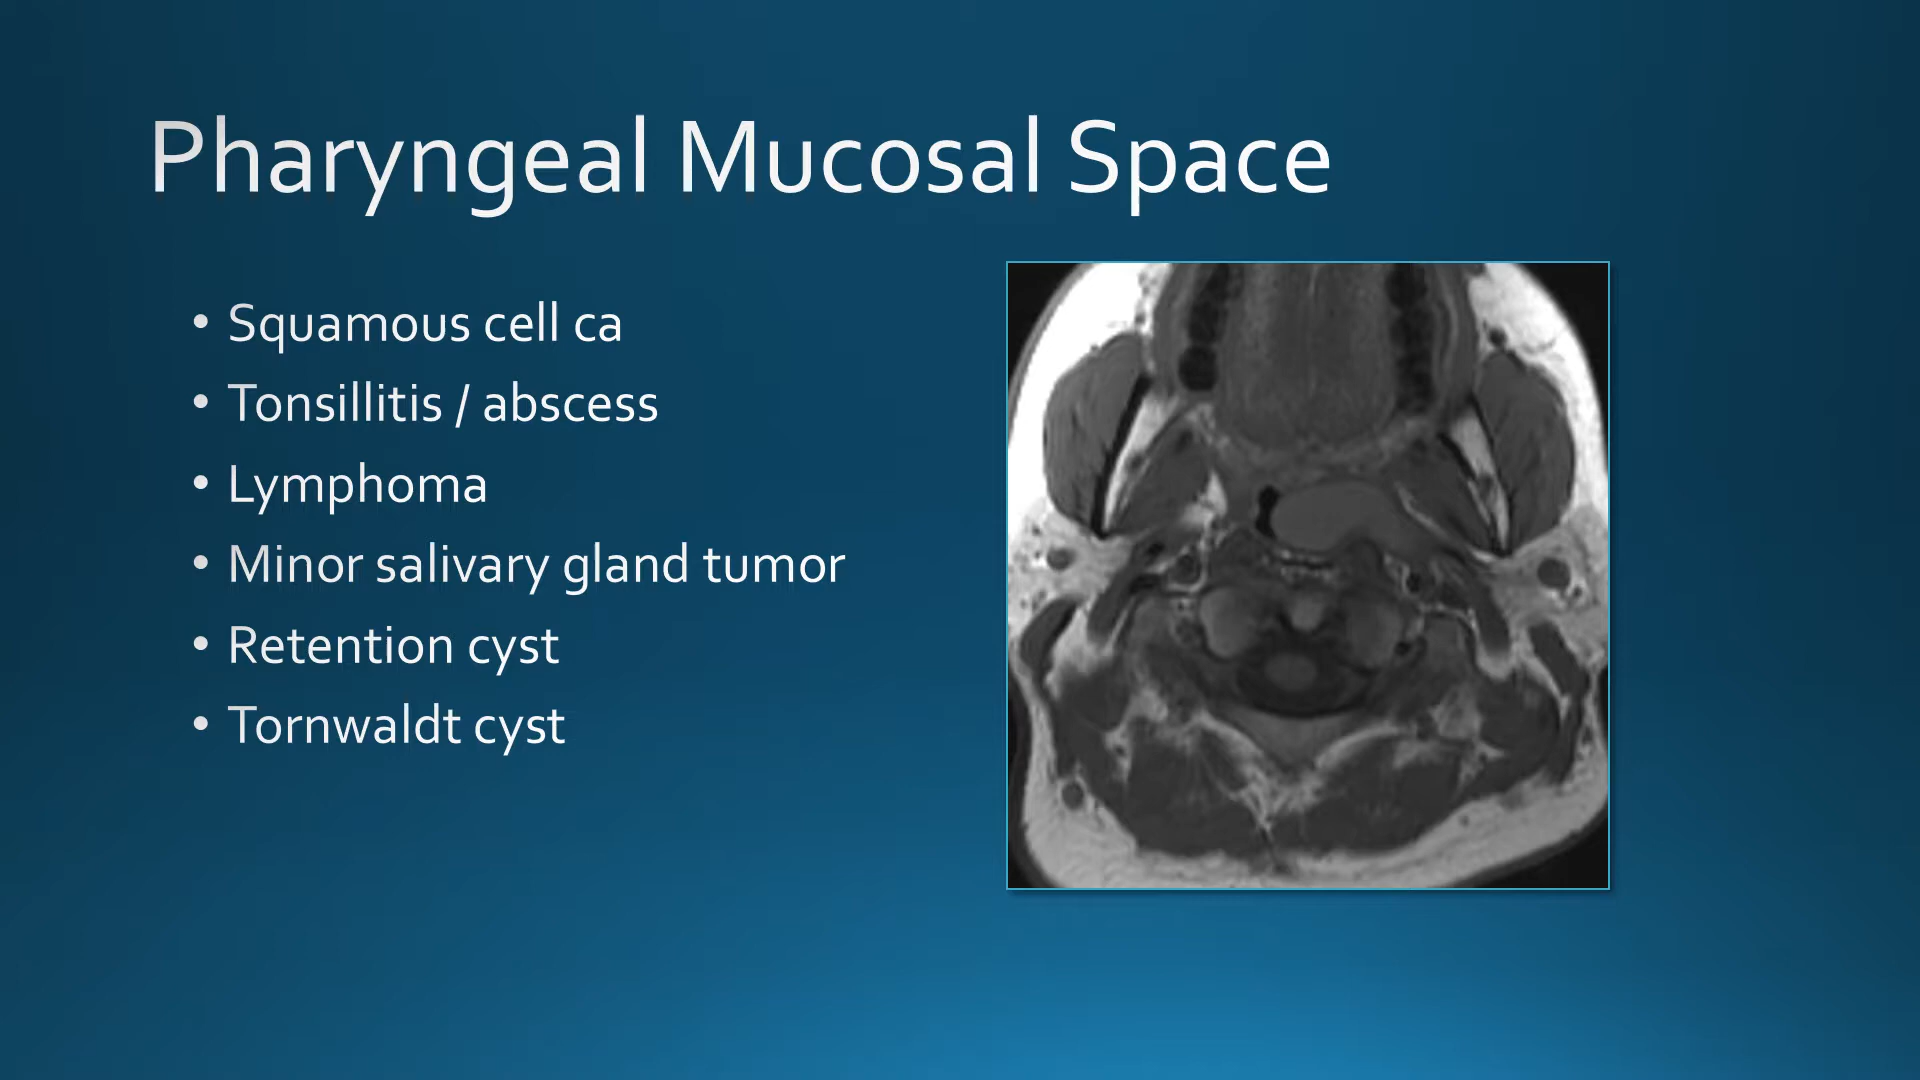 Pharyngeal Mucosal Space
• Squamous cell ca
• Tonsillitis / abscess
• Lymphoma
• Minor salivary gland tumor
• Retention cyst
• Tornwaldt cyst